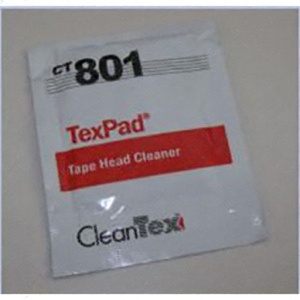 CT801
TexPad®
Tape Head Cleaner
CleanTex